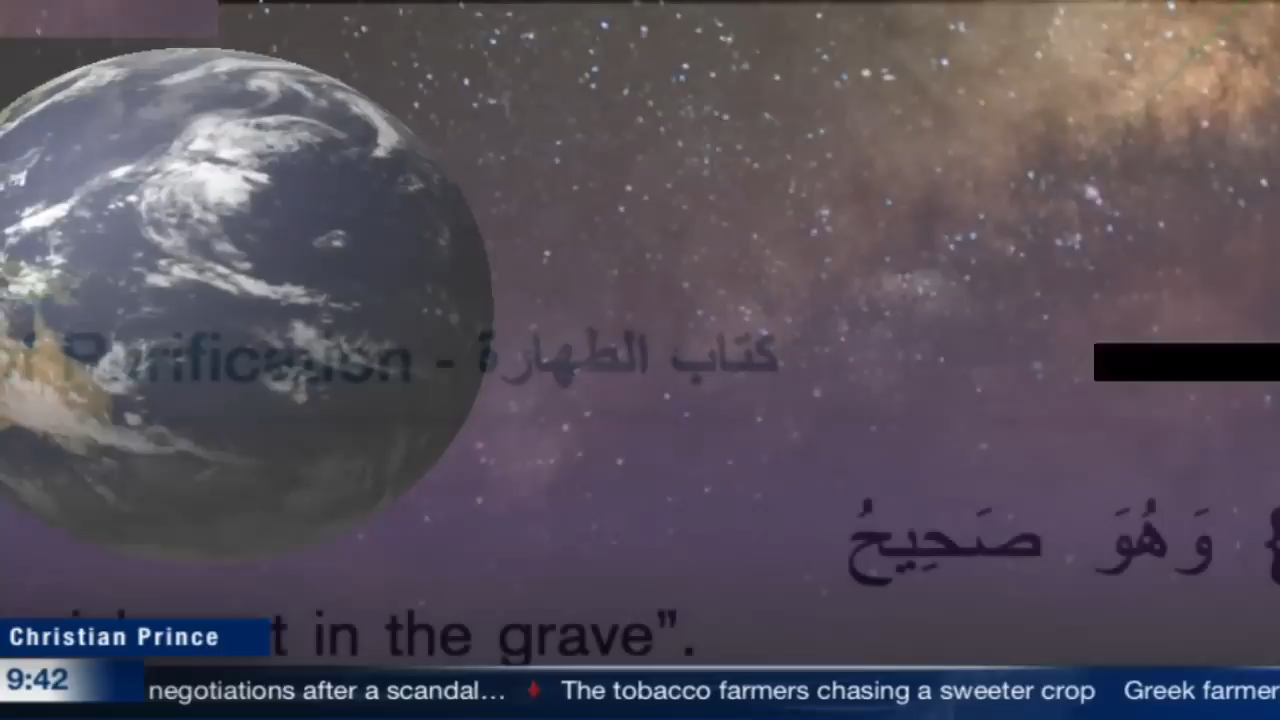 of Purification - كتاب الطهارة
وَهُوَ صَحِيحُ
t in the grave".
Christian Prince
9:42
negotiations after a scandal... ♦ The tobacco farmers chasing a sweeter crop Greek farmer